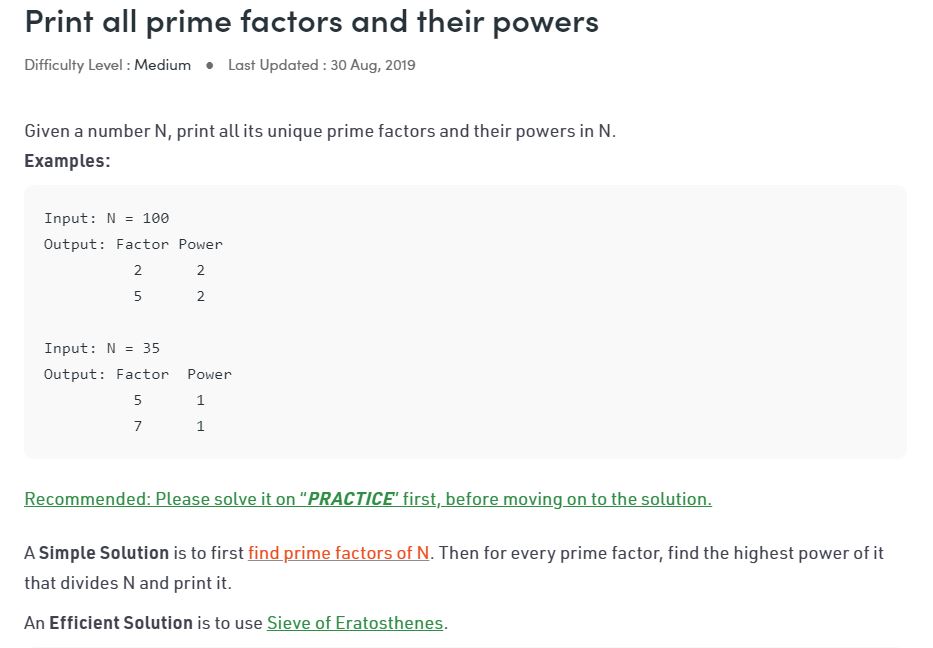 Print all prime factors and their powers
Difficulty Level : Medium ● Last Updated : 30 Aug, 2019
Given a number N, print all its unique prime factors and their powers in N.
Examples:
Input: N = 100
Output: Factor Power
2 2
5 2
Input: N = 35
Output: Factor Power
5 1
7 1
Recommended: Please solve it on “PRACTICE” first, before moving on to the solution.
A Simple Solution is to first find prime factors of N. Then for every prime factor, find the highest power of it
that divides N and print it.
An Efficient Solution is to use Sieve of Eratosthenes.